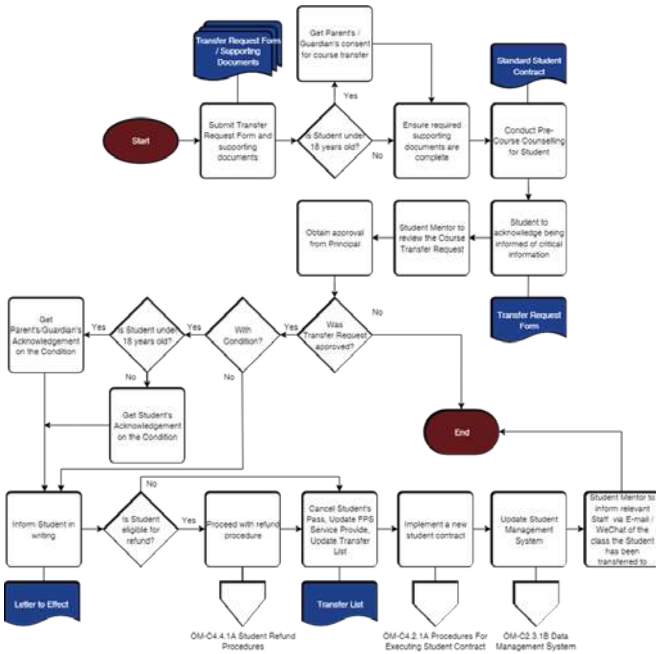 Transfer Request Form
/ Supporting
Documents
Get Parent's /
Guardian's consent
for course transfer
Standard Student
Contract
Yes
Start
Submit Transfer
Request Form and
supporting
documents
Is Student under
18 years old?
No
Ensure required
supporting
documents are
complete
Conduct Pre-
Course Counselling
for Student
Obtain approval
from Principal
Student Mentor to
review the Course
Transfer Request
Student to
acknowledge being
informed of critical
information
Transfer Request
Form
Get
Parent's/Guardian's
Acknowledgement
on the Condition
Yes
Is Student under
18 years old?
Yes
With
Condition?
Yes
Was
Transfer Request
approved?
No
No
No
Get Student's
Acknowledgement
on the Condition
End
No
Inform Student in
writing
Is Student
eligible for
refund?
Yes
Proceed with refund
procedure
Cancel Student's
Pass, Update FPS
Service Provide,
Update Transfer List
Implement a new
student contract
Update Student
Management
System
Student Mentor to
inform relevant
Staff via E-mail /
WeChat of the
class the Student
has been
transferred to
Letter to Effect
Transfer List
OM-C4.4.1A Student Refund
Procedures
OM-C4.2.1A Procedures For
Executing Student Contract
OM-C2.3.1B Data
Management System